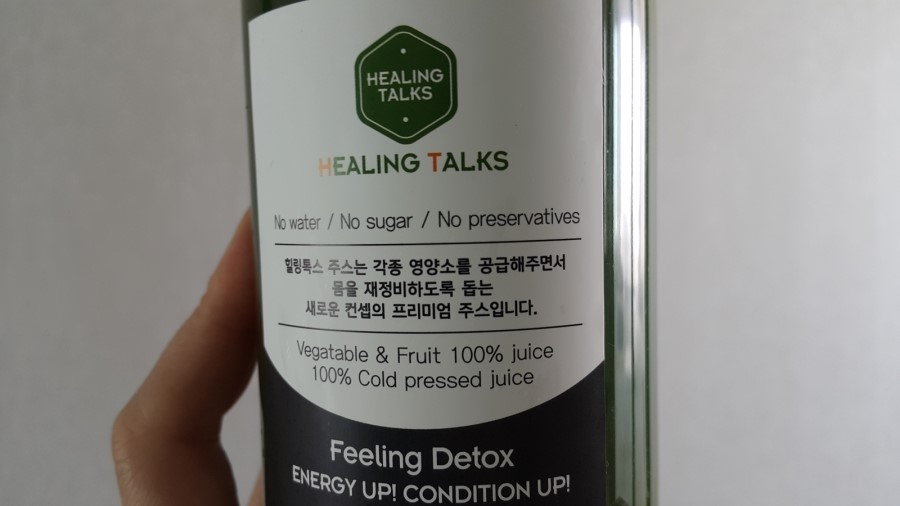 HEALING
TALKS
HEALING TALKS
No water / No sugar / No preservatives
힐링톡스 주스는 각종 영양소를 공급해주면서
몸을 재정비하도록 돕는
새로운 컨셉의 프리미엄 주스입니다.
Vegatable & Fruit 100% juice
100% Cold pressed juice
Feeling Detox
ENERGY UP! CONDITION UP!